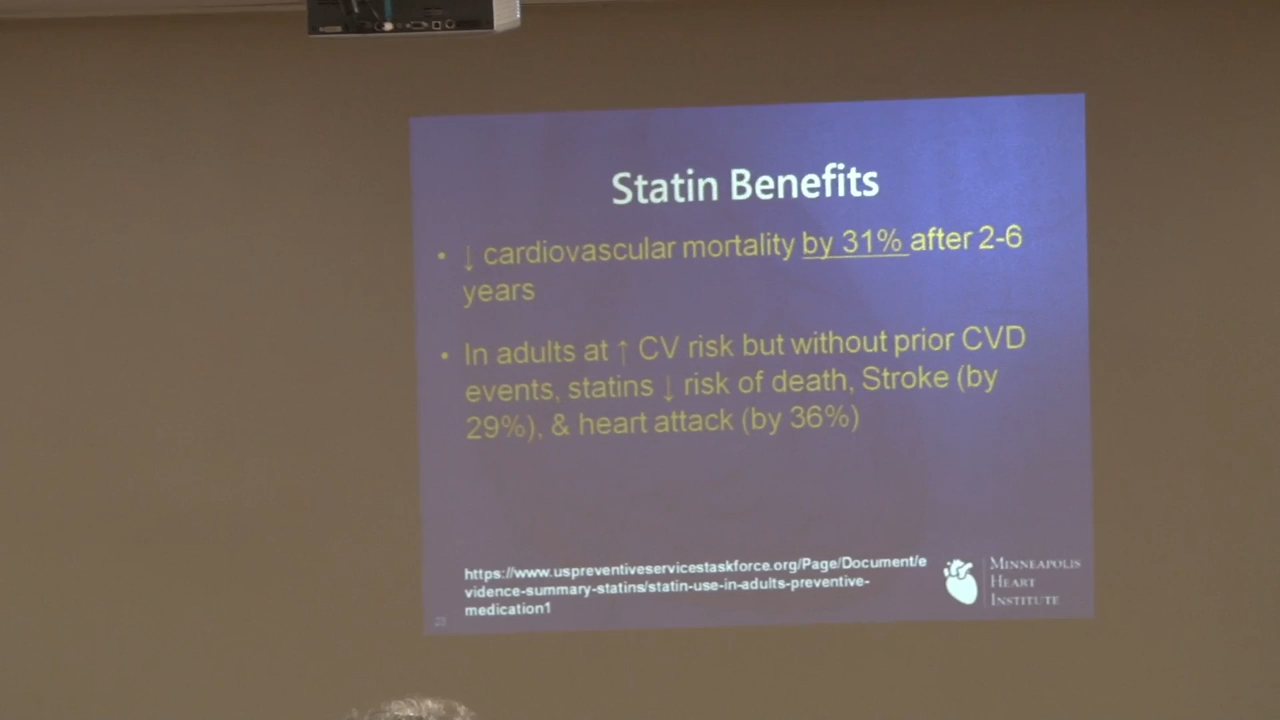 Statin Benefits
• ↓ cardiovascular mortality by 31% after 2-6
years
• In adults at ↑ CV risk but without prior CVD
events, statins ↓ risk of death, Stroke (by
29%), & heart attack (by 36%)
https://www.uspreventiveservicestaskforce.org/Page/Document/e
vidence-summary-statins/statin-use-in-adults-preventive-
medication1
MINNEAPOLIS
HEART
INSTITUTE